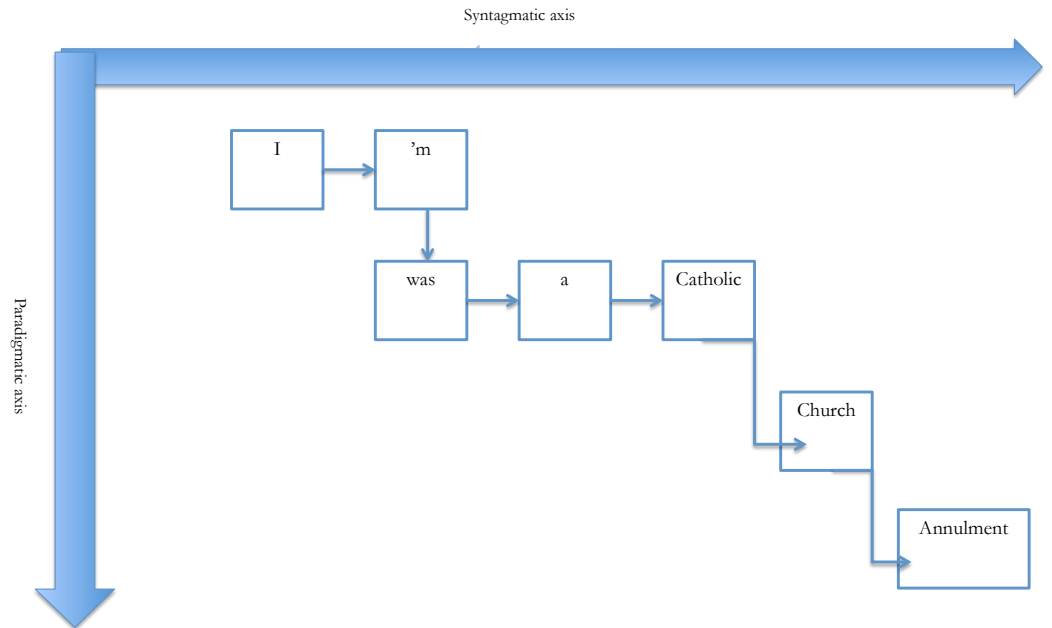 Syntagmatic axis
Paradigmatic axis
I
’m
was
a
Catholic
Church
Annulment